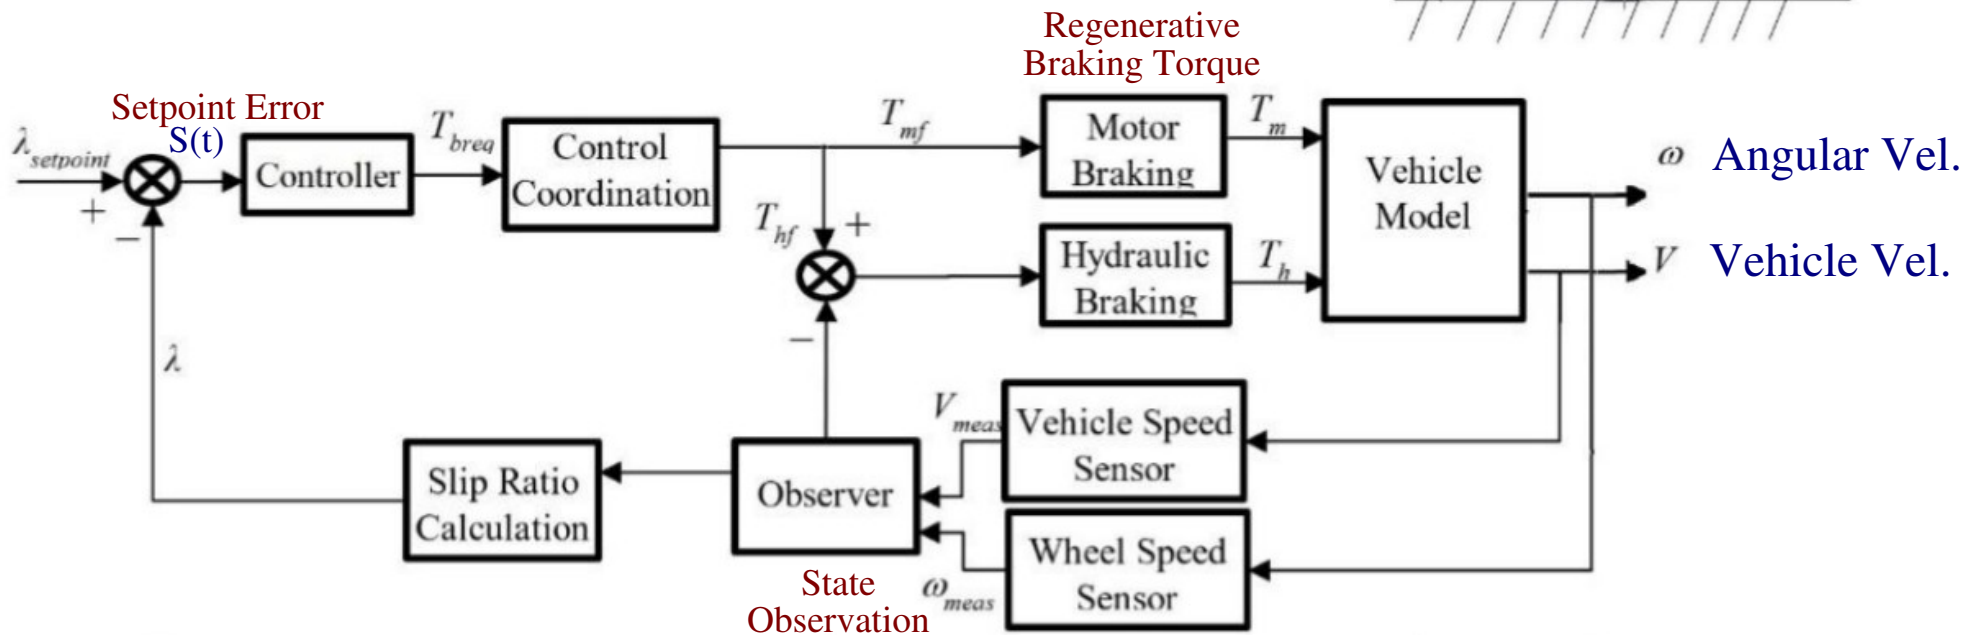 Regenerative
Braking Torque
Setpoint Error
S(t)
λsetpoint
+
−
Controller
Tbreq
Control
Coordination
Tmf
Motor
Braking
Tm
Vehicle
Model
ω
Angular Vel.
V
Vehicle Vel.
Thf
+
−
Hydraulic
Braking
Th
λ
Slip Ratio
Calculation
Observer
State
Observation
Vmeas
Vehicle Speed
Sensor
ωmeas
Wheel Speed
Sensor